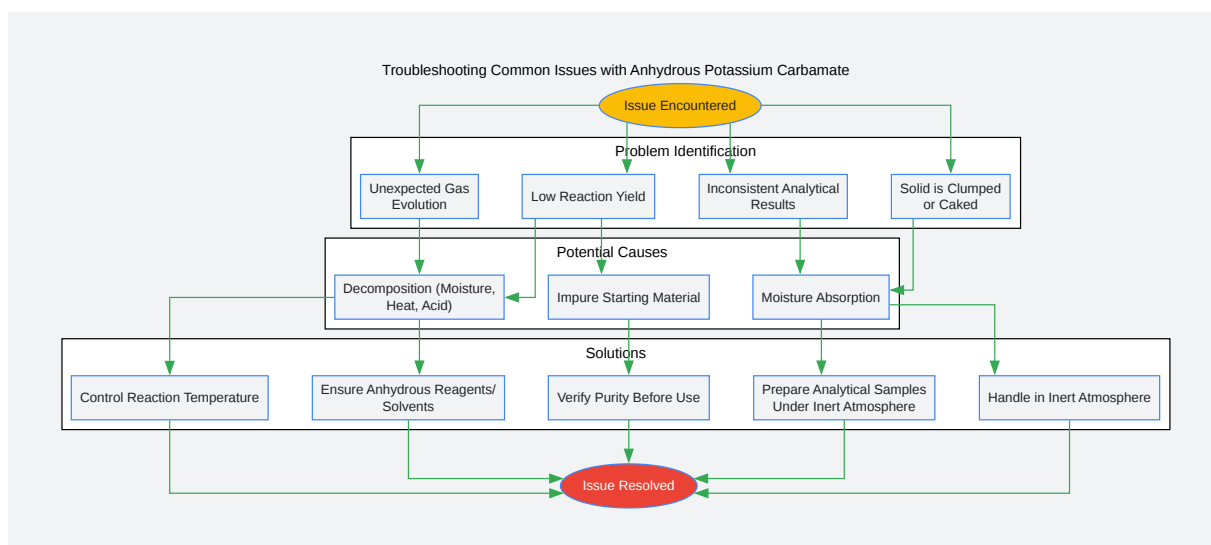 Troubleshooting Common Issues with Anhydrous Potassium Carbamate
Issue Encountered
Problem Identification
Unexpected Gas
Evolution
Low Reaction Yield
Inconsistent Analytical
Results
Solid is Clumped
or Caked
Potential Causes
Decomposition (Moisture,
Heat, Acid)
Impure Starting Material
Moisture Absorption
Solutions
Control Reaction Temperature
Ensure Anhydrous Reagents/
Solvents
Verify Purity Before Use
Prepare Analytical Samples
Under Inert Atmosphere
Handle in Inert Atmosphere
Issue Resolved